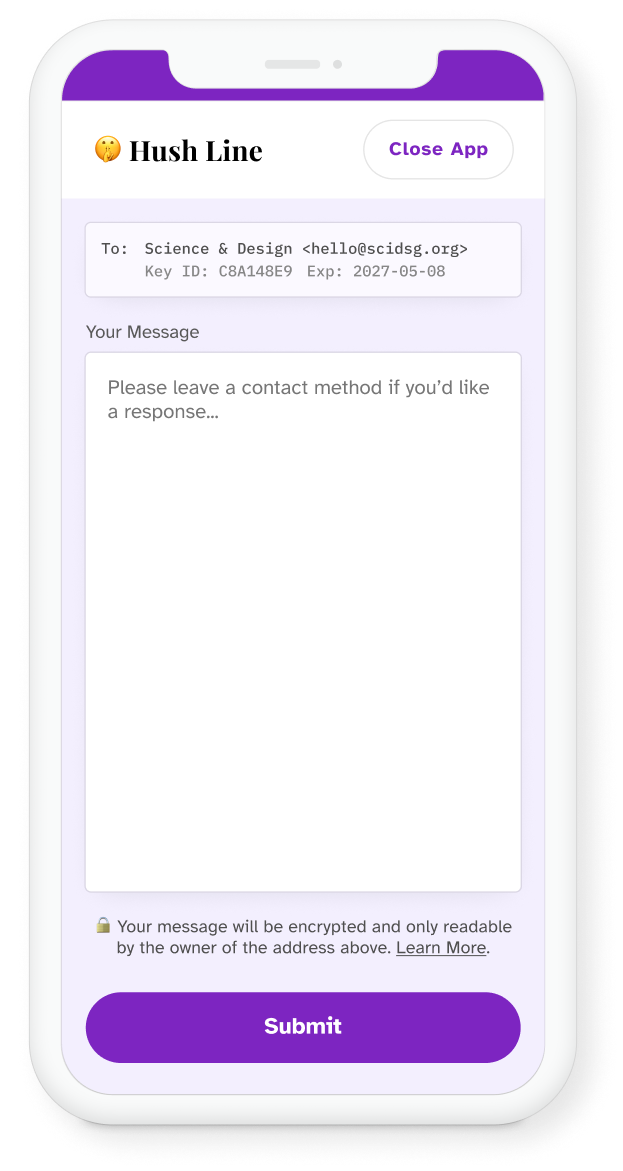 🤫 Hush Line
Close App
To: Science & Design <hello@scidsg.org>
Key ID: C8A148E9 Exp: 2027-05-08
Your Message
Please leave a contact method if you’d like
a response...
🔒 Your message will be encrypted and only readable
by the owner of the address above. Learn More.
Submit